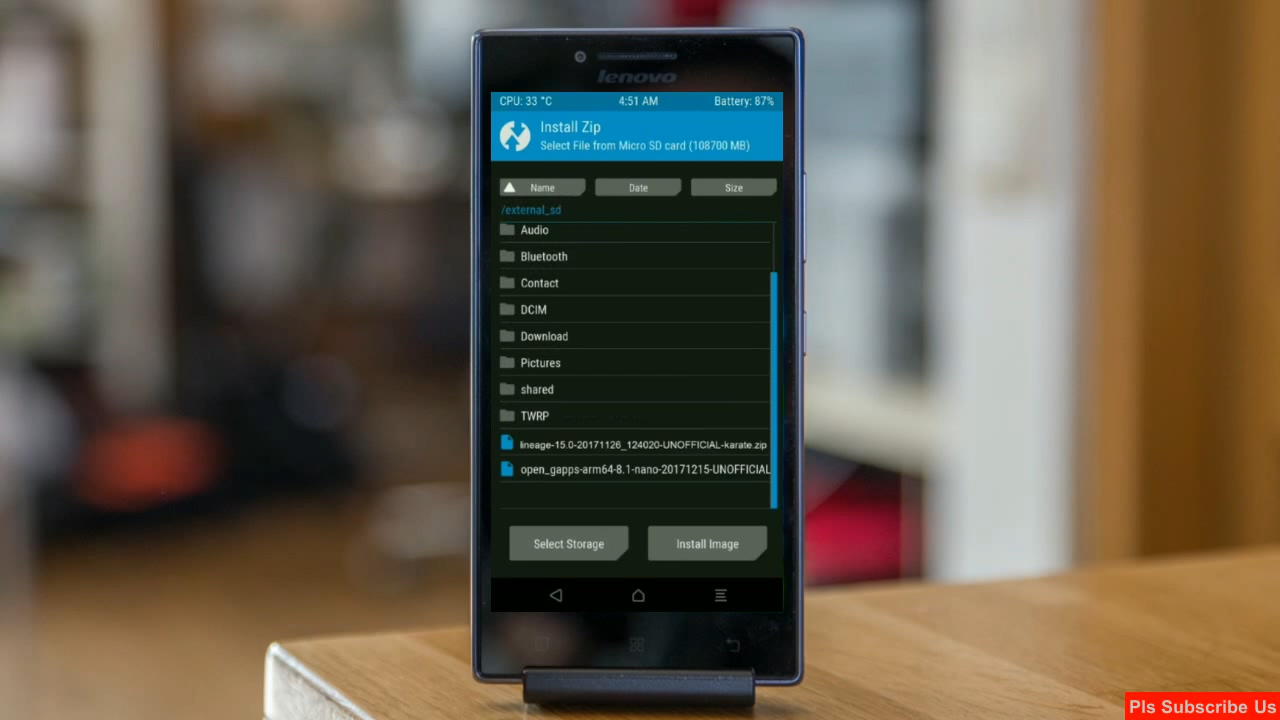 lenovo
CPU: 33 °C 4:51 AM Battery: 87%
Install Zip
Select File from Micro SD card (108700 MB)
Name Date Size
/external_sd
Audio
Bluetooth
Contact
DCIM
Download
Pictures
shared
TWRP
lineage-15.0-20171126_124020-UNOFFICIAL-karate.zip
open_gapps-arm64-8.1-nano-20171215-UNOFFICIAL
Select Storage Install Image
Pls Subscribe Us